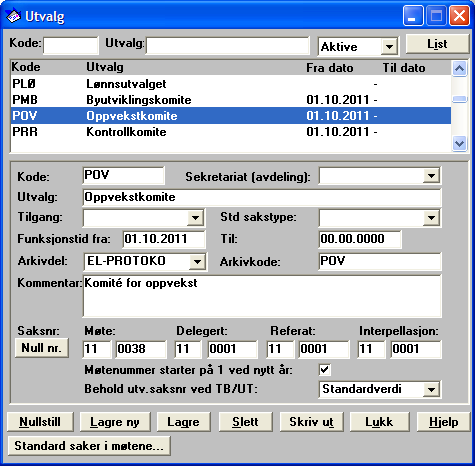 Utvalg
Kode: Utvalg: Aktive List
Kode Utvalg Fra dato Til dato
PLØ Lønnsutvalget -
PMB Byutviklingskomite 01.10.2011 -
POV Oppvekstkomite 01.10.2011 -
PRR Kontrollkomite 01.10.2011 -
Kode: POV Sekretariat (avdeling):
Utvalg: Oppvekstkomite
Tilgang: Std sakstype:
Funksjonstid fra: 01.10.2011 Til: 00.00.0000
Arkivdel: EL-PROTOKO Arkivkode: POV
Kommentar: Komité for oppvekst
Saksnr: Møte: Delegert: Referat: Interpellasjon:
Null nr. 11 0038 11 0001 11 0001 11 0001
Møtenummer starter på 1 ved nytt år:
Behold utv.saksnr ved TB/UT: Standardverdi
Nullstill Lagre ny Lagre Slett Skriv ut Lukk Hjelp
Standard saker i møtene...